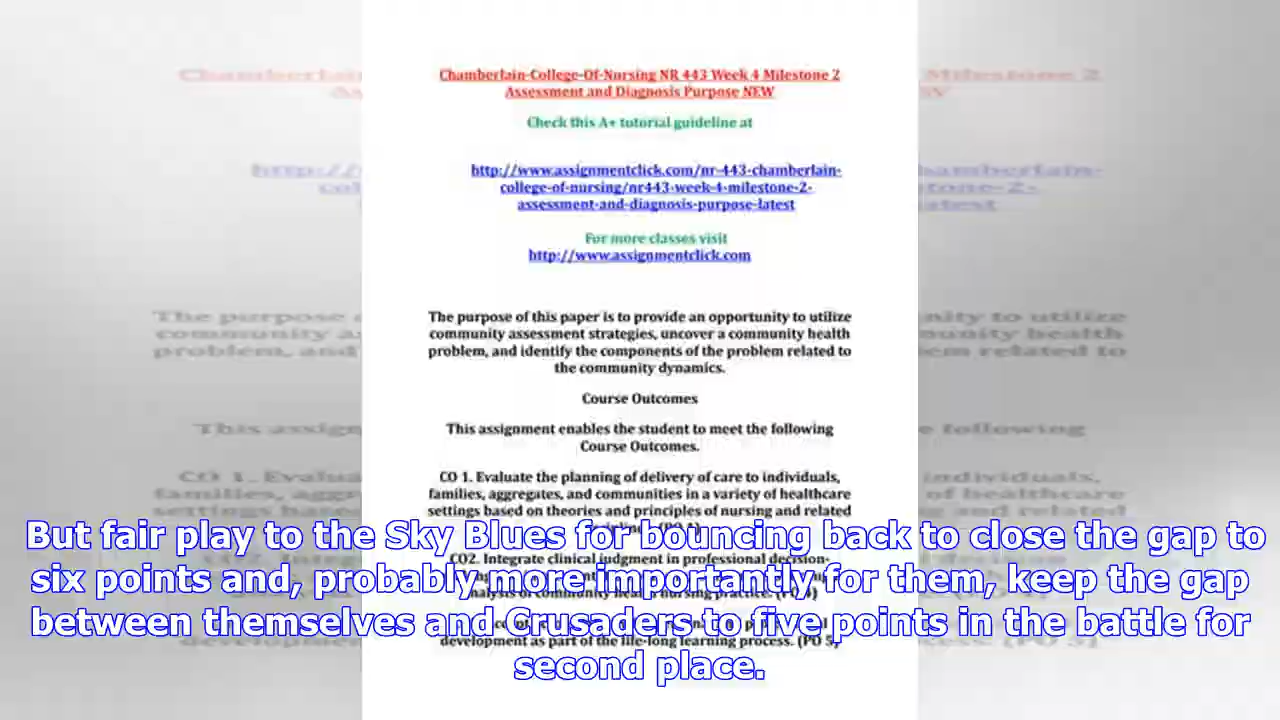 Chamberlain-College-Of-Nursing NR 443 Week 4 Milestone 2
Assessment and Diagnosis Purpose NEW
Check this A+ tutorial guideline at
http://www.assignmentclick.com/nr-443-chamberlain-
college-of-nursing/nr443-week-4-milestone-2-
assessment-and-diagnosis-purpose-latest
For more classes visit
http://www.assignmentclick.com
The purpose of this paper is to provide an opportunity to utilize
community assessment strategies, uncover a community health
problem, and identify the components of the problem related to
the community dynamics.
Course Outcomes
This assignment enables the student to meet the following
Course Outcomes.
CO 1. Evaluate the planning of delivery of care to individuals,
families, aggregates, and communities in a variety of healthcare
settings based on theories and principles of nursing and related
But fair play to the Sky Blues for bouncing back to close the gap to
CO2. Integrate clinical judgment in professional decision-
six points and, probably more importantly for them, keep the gap
between themselves and Crusaders to five points in the battle for
development as part of the life-long learning process. (PO 5)
second place.